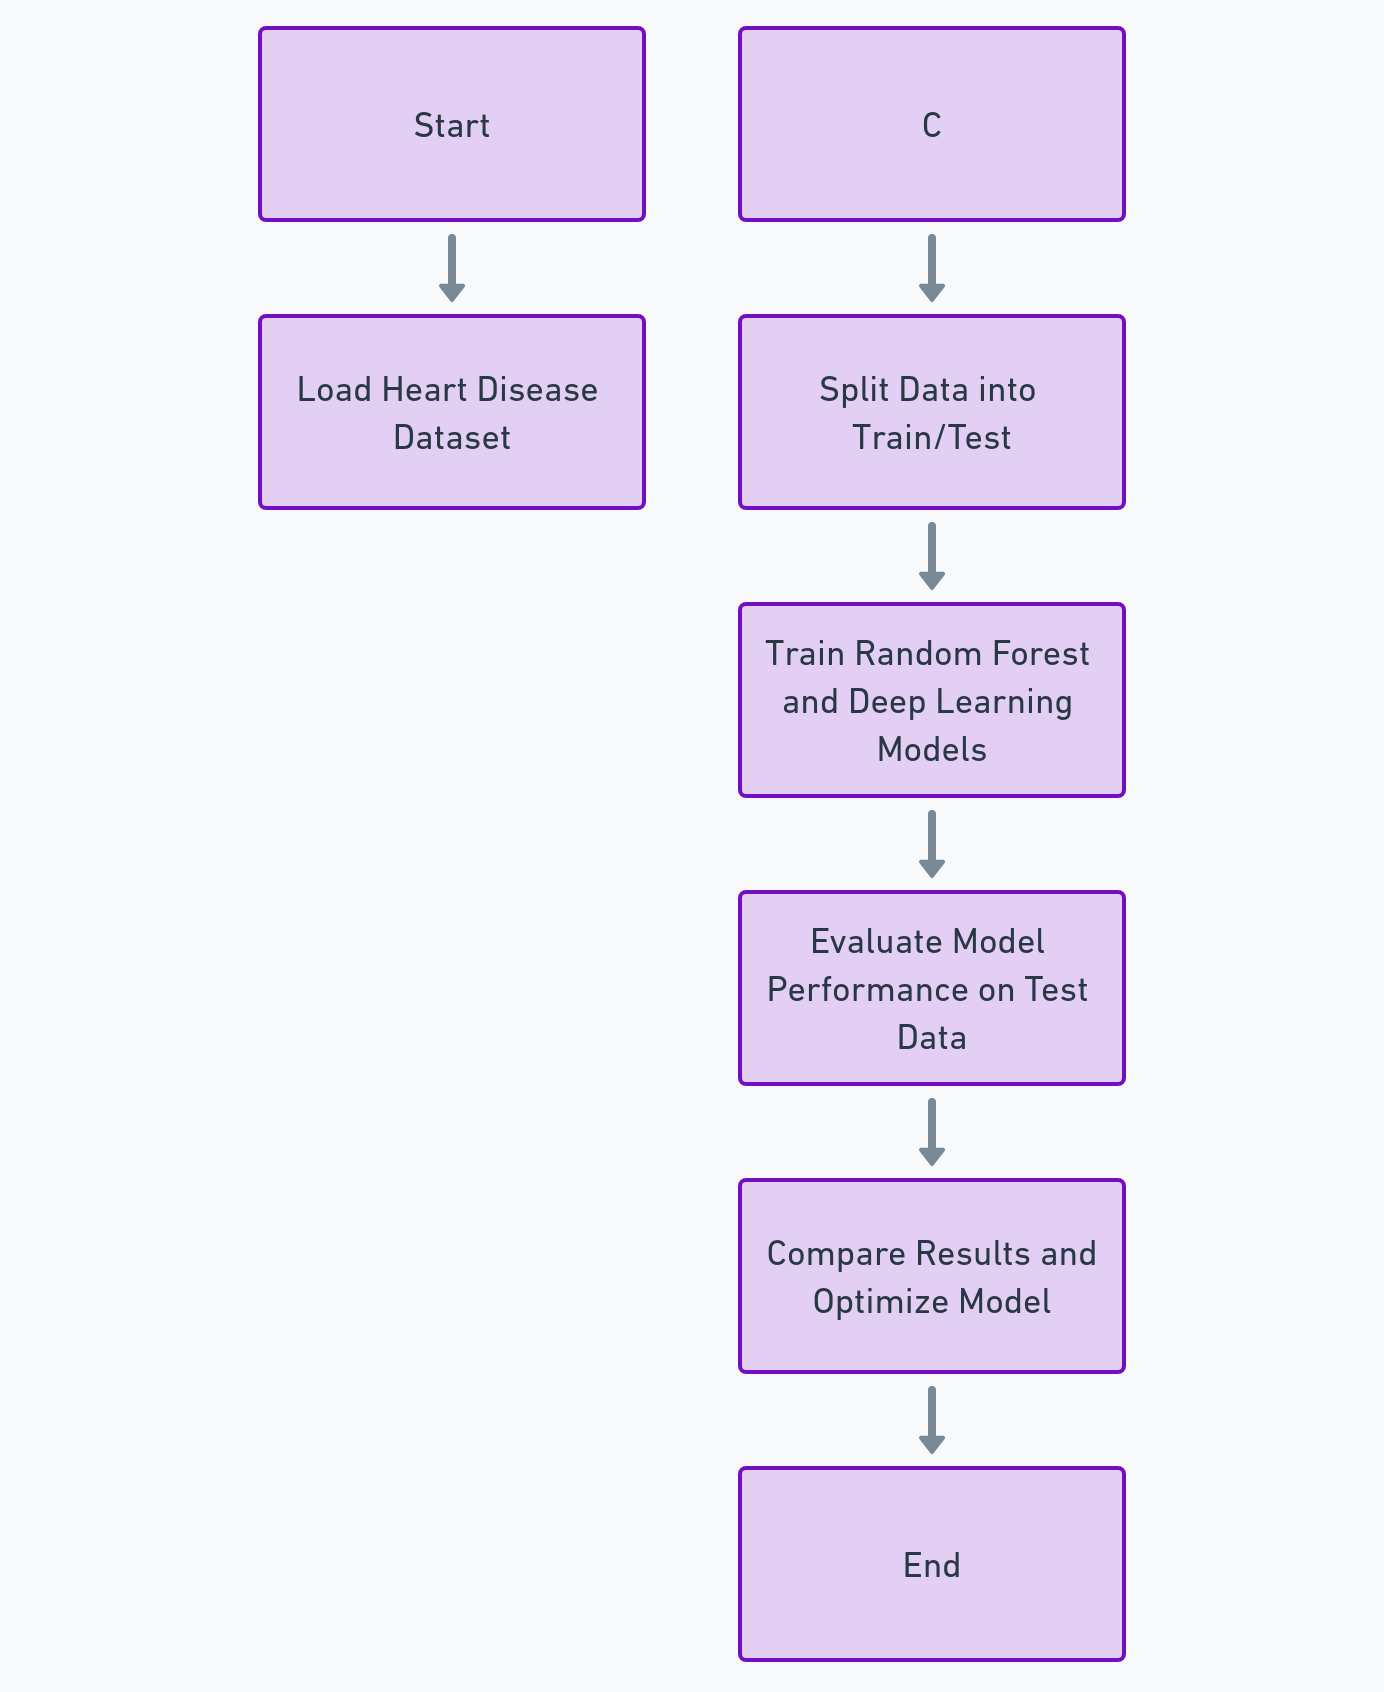 Start
C
Load Heart Disease
Dataset
Split Data into
Train/Test
Train Random Forest
and Deep Learning
Models
Evaluate Model
Performance on Test
Data
Compare Results and
Optimize Model
End